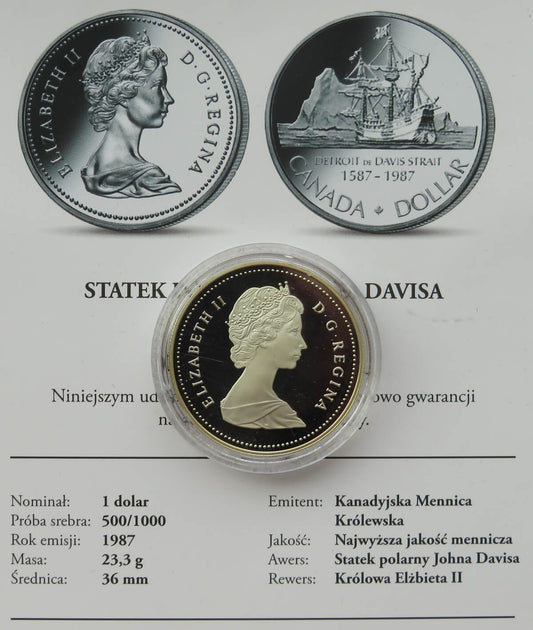 ELIZABETH II D·G·REGINA
DETROIT DE DAVIS STRAIT
1587-1987
CANADA DOLLAR
STATEK DAVISA
ELIZABETH II D·G·REGINA
Niniejszym gwarancji
Nominał: 1 dolar
Próba srebra: 500/1000
Rok emisji: 1987
Masa: 23,3 g
Średnica: 36 mm
Emitent: Kanadyjska Mennica
Królewska
Jakość: Najwyższa jakość mennicza
Awers: Statek polarny Johna Davisa
Rewers: Królowa Elżbieta II